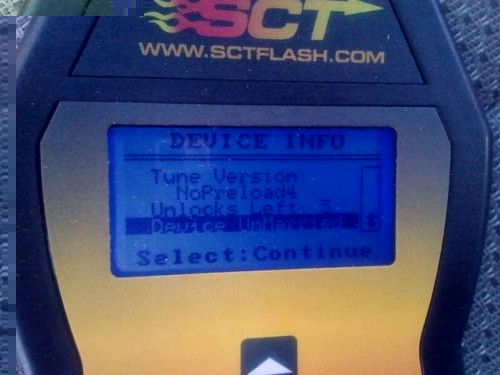 SCT
WWW.SCTFLASH.COM
DEVICE INFO
Tune Version:
NoPreload4
Unlocks Left: 5
Device UnMarried
Select:Continue